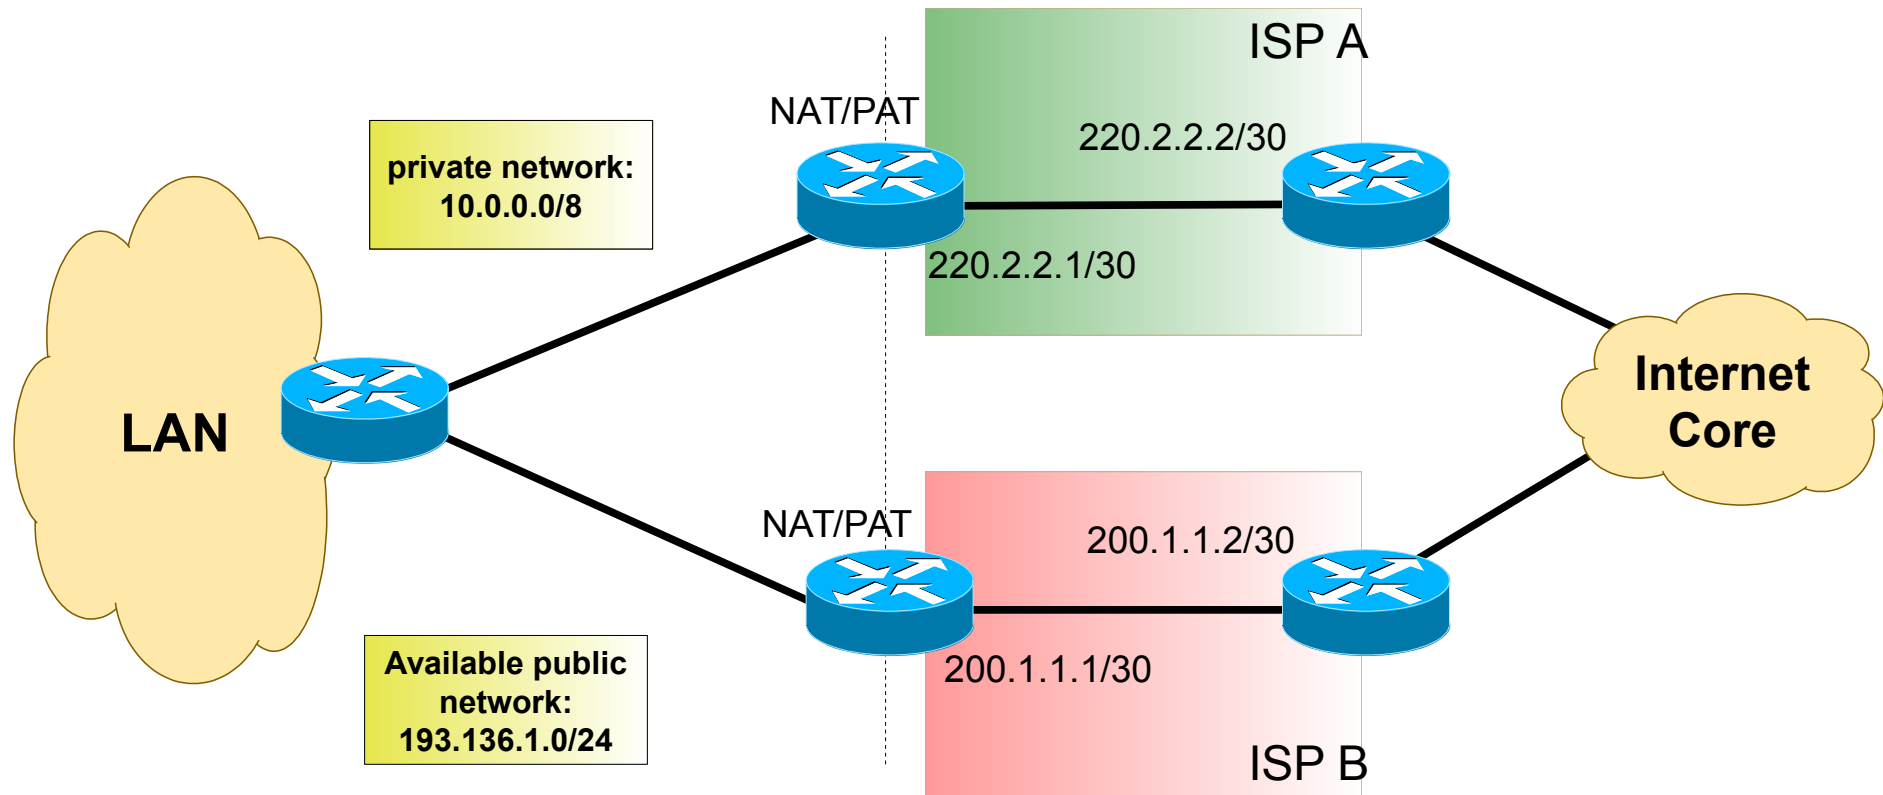 ISP A
NAT/PAT
220.2.2.2/30
private network:
10.0.0.0/8
220.2.2.1/30
Internet
Core
LAN
NAT/PAT
200.1.1.2/30
Available public
network:
193.136.1.0/24
200.1.1.1/30
ISP B